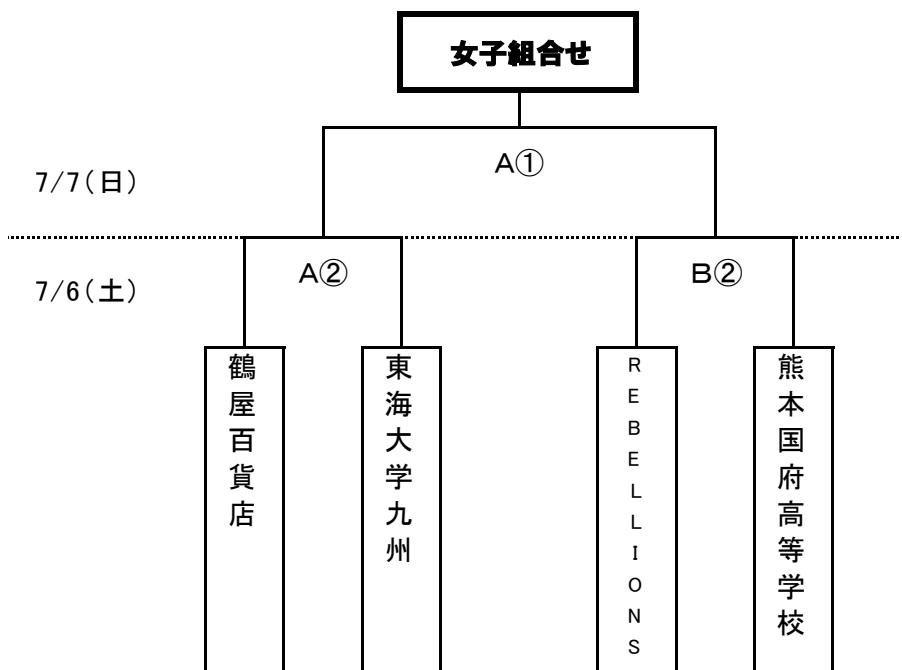 女子組合せ
A①
7/7(日)
A②
B②
7/6(土)
鶴屋百貨店
東海大学九州
REBELLIONS
熊本国府高等学校